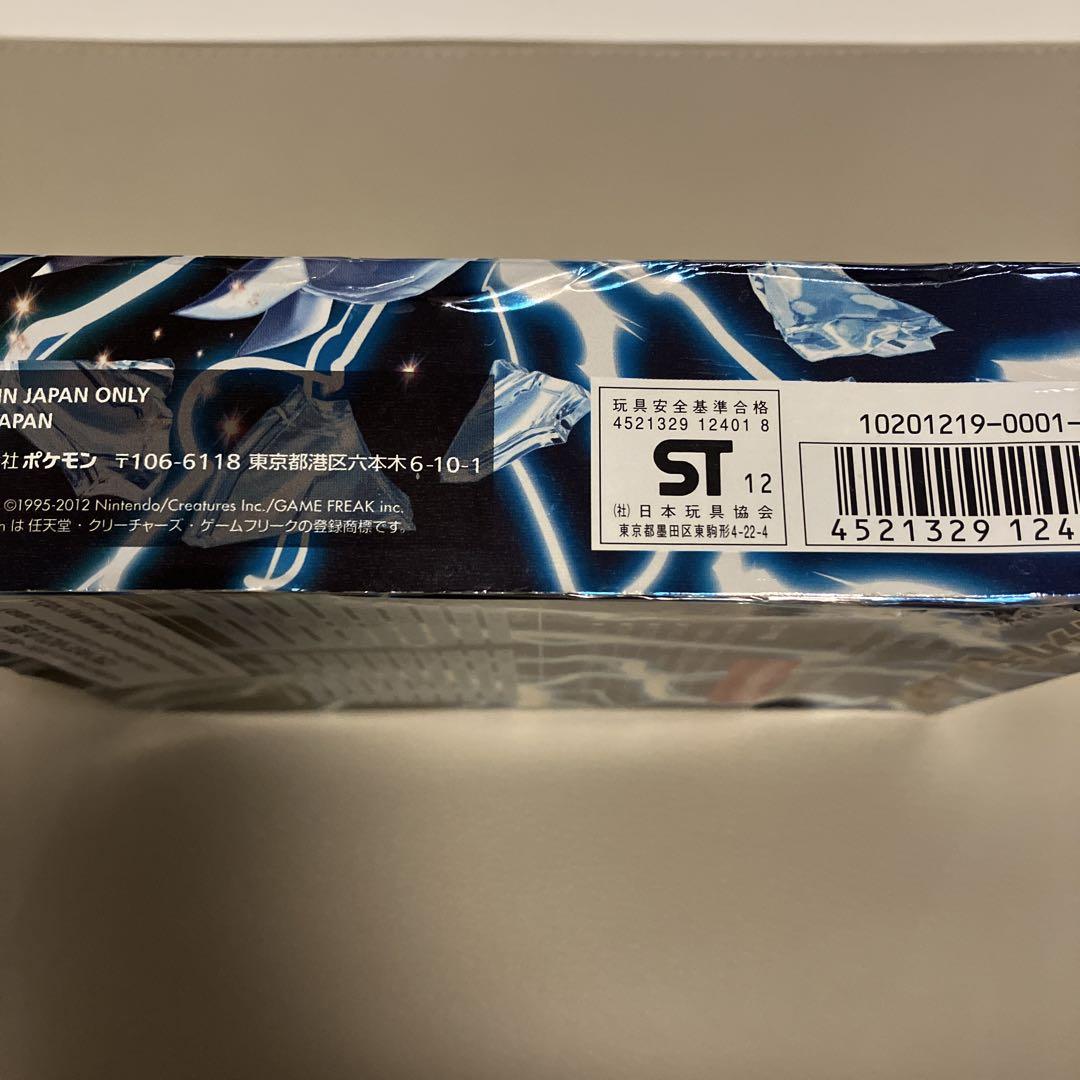 IN JAPAN ONLY
JAPAN
社 ポケモン 〒106-6118 東京都港区六本木6-10-1
©1995-2012 Nintendo/Creatures Inc./GAME FREAK inc.
は 任天堂・クリーチャーズ・ゲームフリークの登録商標です。
玩具安全基準合格
4521329 12401 8
ST 12
(社)日本玩具協会
東京都墨田区東駒形4-22-4
10201219-0001-
4521329 124